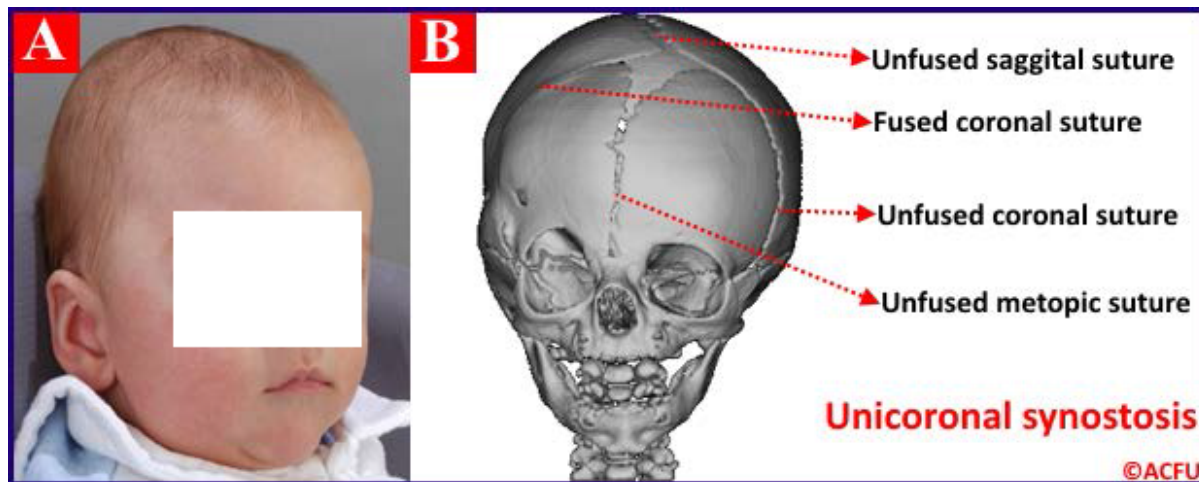 A
B
Unfused saggital suture
Fused coronal suture
Unfused coronal suture
Unfused metopic suture
Unicoronal synostosis
©ACFU